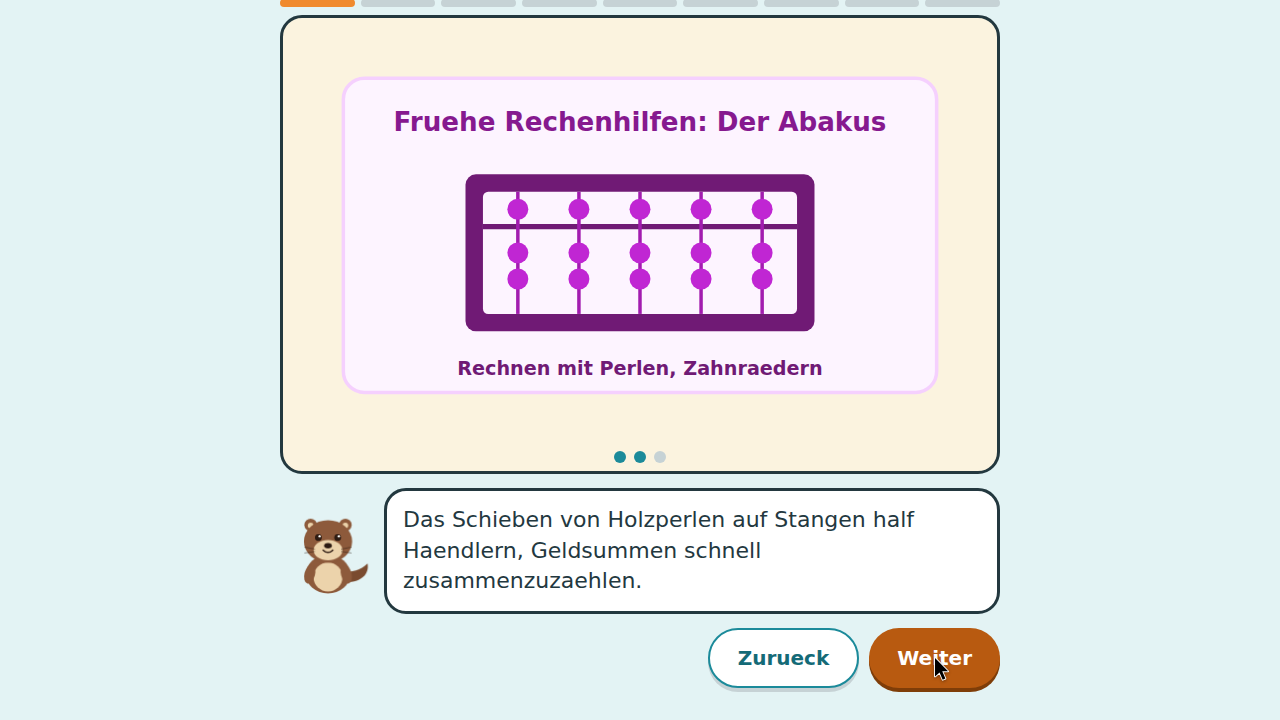 Fruehe Rechenhilfen: Der Abakus
Rechnen mit Perlen, Zahnraedern
Das Schieben von Holzperlen auf Stangen half
Haendlern, Geldsummen schnell
zusammenzuzaehlen.
Zurueck
Weiter